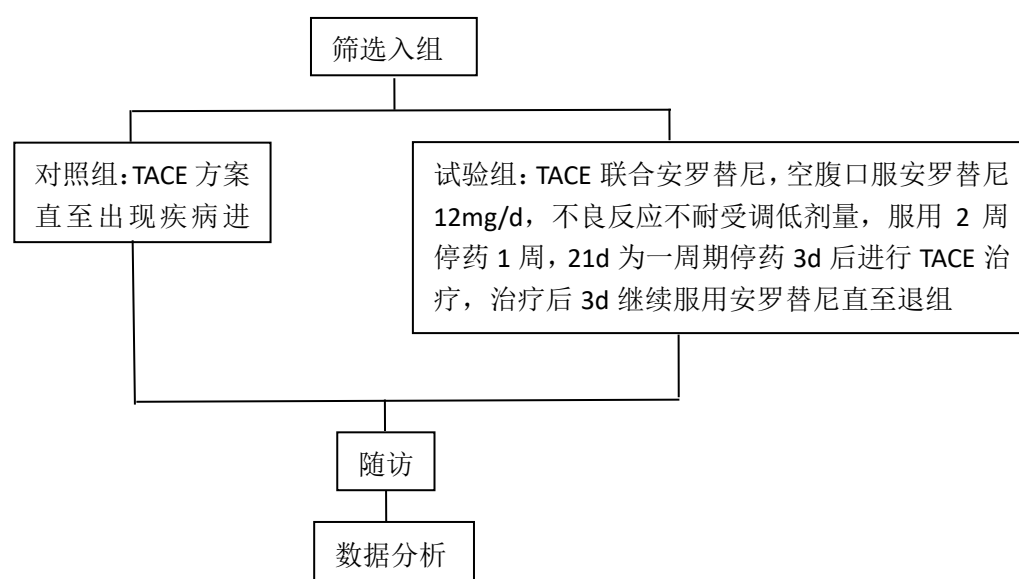 筛选入组
对照组：TACE 方案
直至出现疾病进
试验组：TACE 联合安罗替尼，空腹口服安罗替尼
12mg/d，不良反应不耐受调低剂量，服用 2 周
停药 1 周，21d 为一周期停药 3d 后进行 TACE 治
疗，治疗后 3d 继续服用安罗替尼直至退组
随访
数据分析